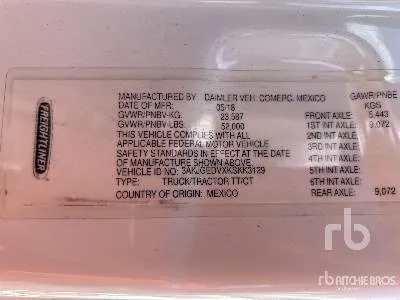 FREIGHTLINER
MANUFACTURED BY: DAIMLER VEH. COMERC. MEXICO GAWR/PNBE
DATE OF MFR: 05/18 KGS
GVWR/PNBV-KG: 23,587 FRONT AXLE: 5,443
GVWR/PNBV-LBS: 52,000 1ST INT AXLE: 9,072
THIS VEHICLE COMPLIES WITH ALL 2ND INT AXLE:
APPLICABLE FEDERAL MOTOR VEHICLE 3RD INT AXLE:
SAFETY STANDARDS IN EFFECT AT THE DATE 4TH INT AXLE:
OF MANUFACTURE SHOWN ABOVE. 5TH INT AXLE:
VEHICLE ID NO: 6TH INT AXLE:
TYPE: TRUCK/TRACTOR TT/CT REAR AXLE: 9,072
COUNTRY OF ORIGIN: MEXICO
rb
rb RITCHIE BROS.